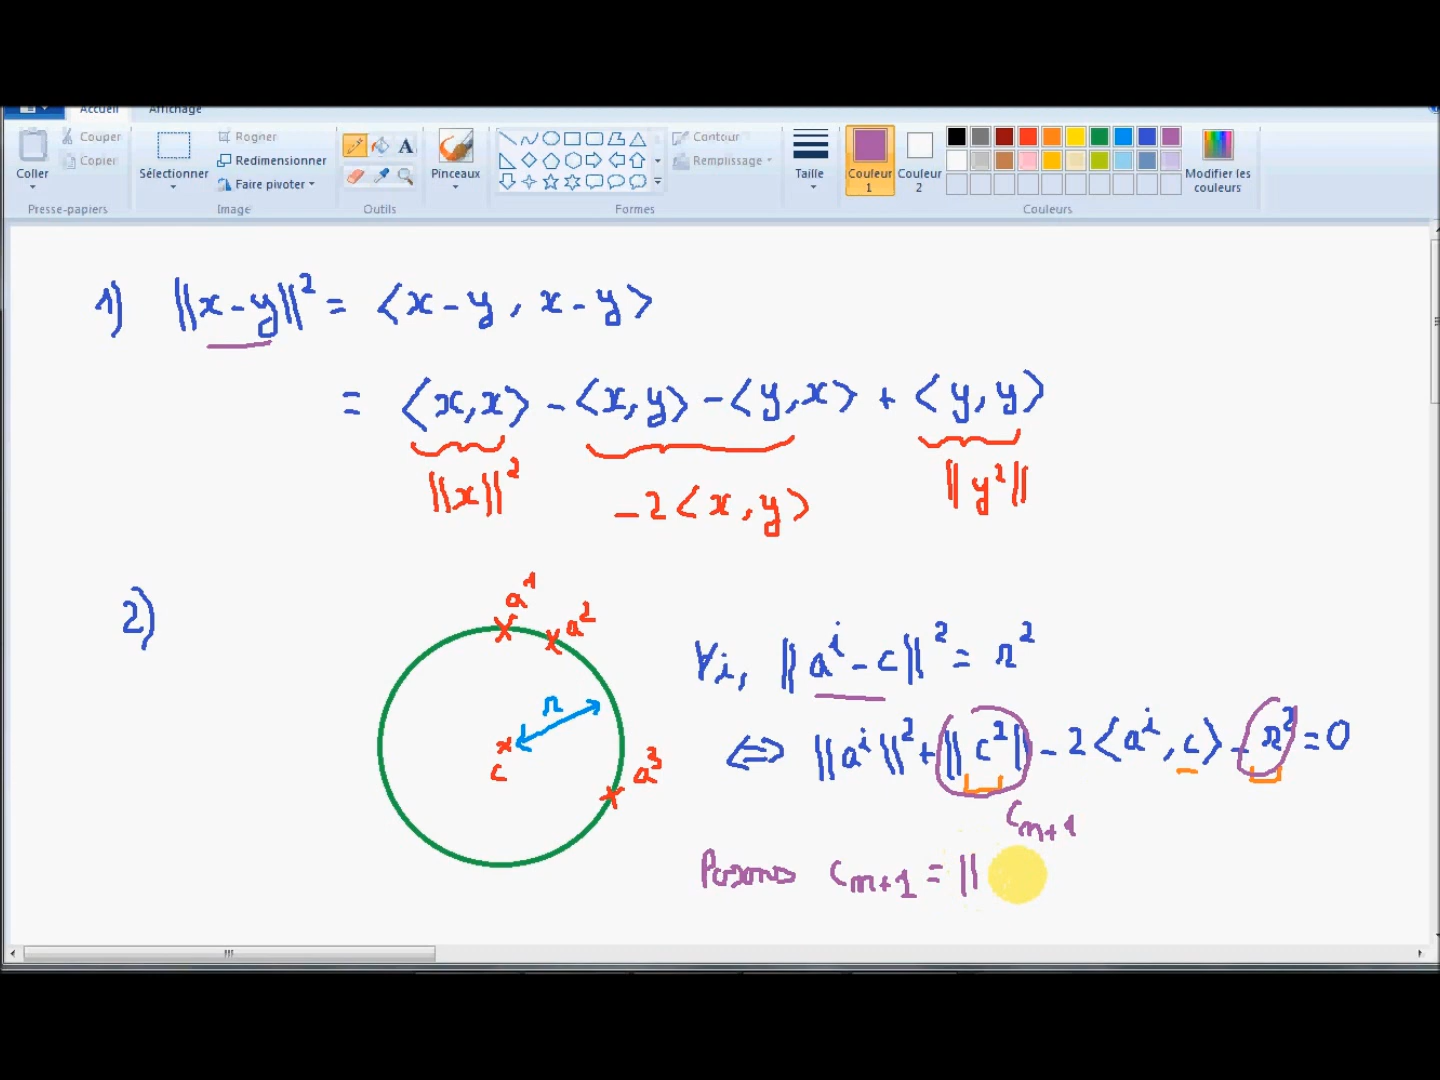 Accueil Affichage
Coller
Couper
Copier
Presse-papiers
Sélectionner
Rogner
Redimensionner
Faire pivoter
Image
Outils
Pinceaux
Formes
Contour
Remplissage
Taille
Couleur 1
Couleur 2
Modifier les couleurs
Couleurs
1) ||x-y||² = ⟨x-y, x-y⟩
= ⟨x,x⟩ - ⟨x,y⟩ - ⟨y,x⟩ + ⟨y,y⟩
||x||² -2⟨x,y⟩ ||y²||
2)
a¹
a²
r
c
a³
∀i, ||aⁱ-c||² = r²
⟺ ||aⁱ||² + ||c²|| - 2⟨aⁱ, c⟩ - r² = 0
Cₙ₊₁
Posons Cₙ₊₁ = ||